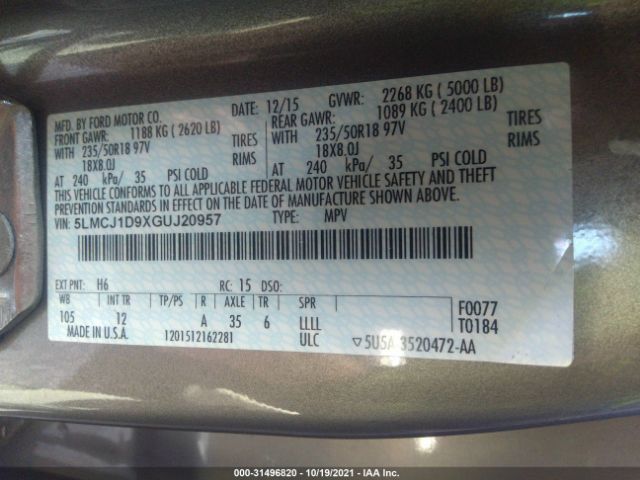 MFD. BY FORD MOTOR CO.
DATE: 12/15 GVWR: 2268 KG ( 5000 LB)
FRONT GAWR: 1188 KG ( 2620 LB) REAR GAWR: 1089 KG ( 2400 LB)
WITH 235/50R18 97V TIRES WITH 235/50R18 97V TIRES
18X8.0J RIMS 18X8.0J RIMS
AT 240 kPa/ 35 PSI COLD AT 240 kPa/ 35 PSI COLD
THIS VEHICLE CONFORMS TO ALL APPLICABLE FEDERAL MOTOR VEHICLE SAFETY AND THEFT
PREVENTION STANDARDS IN EFFECT ON THE DATE OF MANUFACTURE SHOWN ABOVE.
VIN: 5LMCJ1D9XGUJ20957 TYPE: MPV
EXT PNT: H6 RC: 15 DSO:
WB INT TR TP/PS R AXLE TR SPR F0077
105 12 A 35 6 LLLL T0184
MADE IN U.S.A. 1201512162281 ULC ▽5U5A 3520472-AA
000-31496820 - 10/19/2021 - IAA Inc.